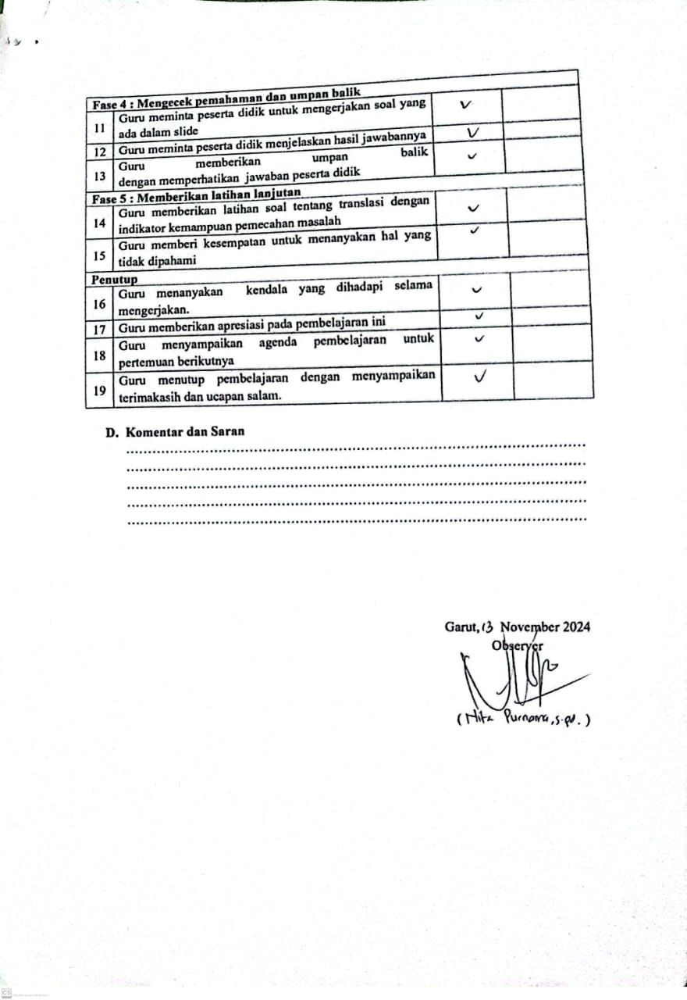 Fase 4 : Mengecek pemahaman dan umpan balik
11 Guru meminta peserta didik untuk mengerjakan soal yang ✓
ada dalam slide
12 Guru meminta peserta didik menjelaskan hasil jawabannya ✓
13 Guru memberikan umpan balik ✓
dengan memperhatikan jawaban peserta didik
Fase 5 : Memberikan latihan lanjutan
14 Guru memberikan latihan soal tentang translasi dengan ✓
indikator kemampuan pemecahan masalah
15 Guru memberi kesempatan untuk menanyakan hal yang ✓
tidak dipahami
Penutup
16 Guru menanyakan kendala yang dihadapi selama ✓
mengerjakan.
17 Guru memberikan apresiasi pada pembelajaran ini ✓
18 Guru menyampaikan agenda pembelajaran untuk ✓
pertemuan berikutnya
19 Guru menutup pembelajaran dengan menyampaikan ✓
terimakasih dan ucapan salam.
D. Komentar dan Saran
Garut, 13 November 2024
Observer
(Nita Purnama, S.Pd.)
CS